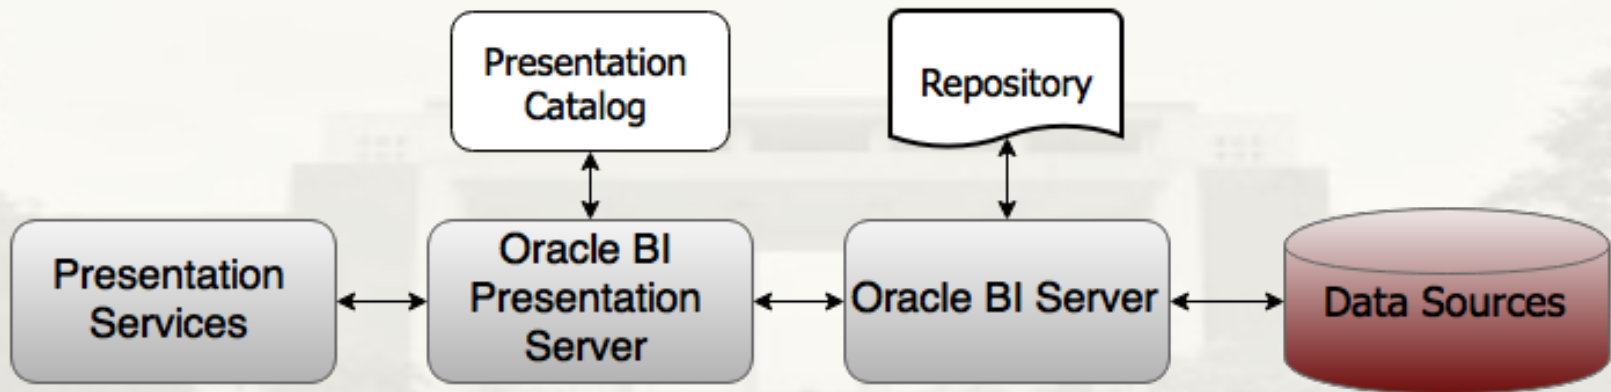 Presentation
Catalog
Repository
Presentation
Services
Oracle BI
Presentation
Server
Oracle BI Server
Data Sources